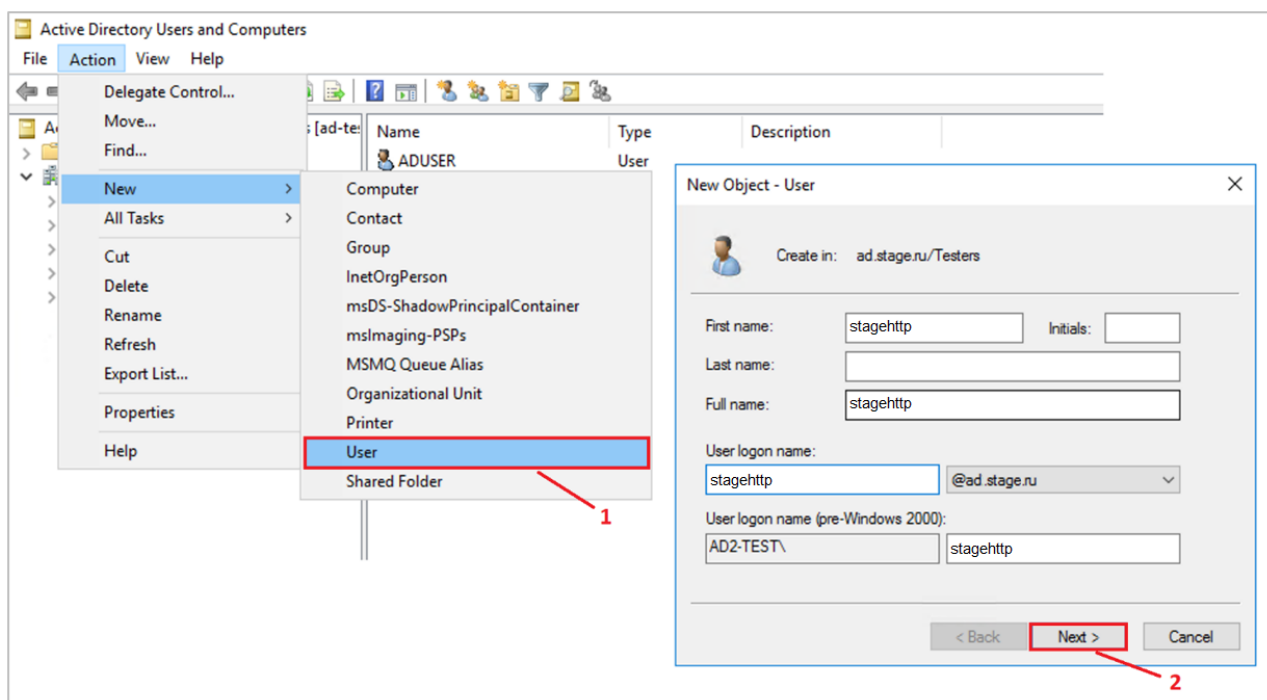 Active Directory Users and Computers
File Action View Help
Delegate Control...
Move...
Find...
New
All Tasks
Cut
Delete
Rename
Refresh
Export List...
Properties
Help
[ad-te
Name Type Description
ADUSER User
Computer
Contact
Group
InetOrgPerson
msDS-ShadowPrincipalContainer
msImaging-PSPs
MSMQ Queue Alias
Organizational Unit
Printer
User
Shared Folder
1
New Object - User
Create in: ad.stage.ru/Testers
First name: stagehttp Initials:
Last name:
Full name: stagehttp
User logon name:
stagehttp @ad.stage.ru
User logon name (pre-Windows 2000):
AD2-TEST\ stagehttp
< Back Next > Cancel
2